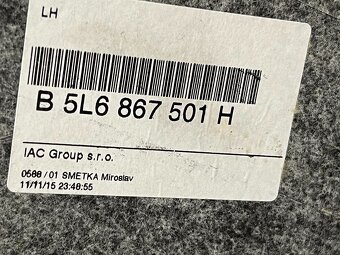 LH
B 5L6 867 501 H
IAC Group s.r.o.
0588 / 01 SMETKA Miroslav
11/11/15 23:48:55